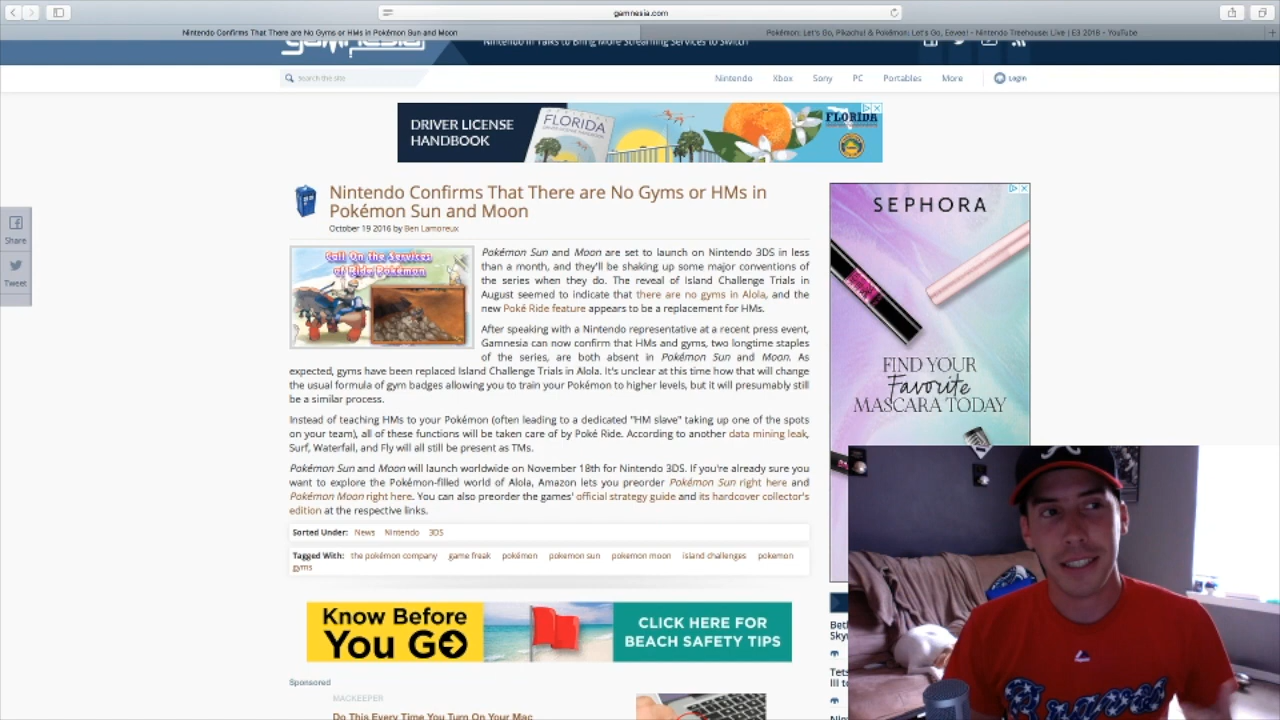 gamnesia.com
Nintendo Confirms That There are No Gyms or HMs in Pokémon Sun and Moon
Pokémon: Let's Go, Pikachu! & Pokémon: Let's Go, Eevee! - Nintendo Treehouse: Live | E3 2018 - YouTube
gamnesia
Nintendo in Talks to Bring More Streaming Services to Switch
Search the site
Nintendo Xbox Sony PC Portables More Login
DRIVER LICENSE
HANDBOOK
FLORIDA
FLORIDA
Nintendo Confirms That There are No Gyms or HMs in
Pokémon Sun and Moon
October 19 2016 by Ben Lamoreux
Share
Tweet
Call On the Services
of Ride Pokémon
Pokémon Sun and Moon are set to launch on Nintendo 3DS in less
than a month, and they'll be shaking up some major conventions of
the series when they do. The reveal of Island Challenge Trials in
August seemed to indicate that there are no gyms in Alola, and the
new Poké Ride feature appears to be a replacement for HMs.
After speaking with a Nintendo representative at a recent press event,
Gamnesia can now confirm that HMs and gyms, two longtime staples
of the series, are both absent in Pokémon Sun and Moon. As
expected, gyms have been replaced Island Challenge Trials in Alola. It's unclear at this time how that will change
the usual formula of gym badges allowing you to train your Pokémon to higher levels, but it will presumably still
be a similar process.
Instead of teaching HMs to your Pokémon (often leading to a dedicated "HM slave" taking up one of the spots
on your team), all of these functions will be taken care of by Poké Ride. According to another data mining leak,
Surf, Waterfall, and Fly will all still be present as TMs.
Pokémon Sun and Moon will launch worldwide on November 18th for Nintendo 3DS. If you're already sure you
want to explore the Pokémon-filled world of Alola, Amazon lets you preorder Pokémon Sun right here and
Pokémon Moon right here. You can also preorder the games' official strategy guide and its hardcover collector's
edition at the respective links.
Sorted Under: News Nintendo 3DS
Tagged With: the pokémon company game freak pokémon pokemon sun pokemon moon island challenges pokemon
gyms
SEPHORA
FIND YOUR
Favorite
MASCARA TODAY
Know Before
You Go
CLICK HERE FOR
BEACH SAFETY TIPS
Sponsored
MACKEEPER
Do This Every Time You Turn On Your Mac
Bet
Sky
Tets
III to